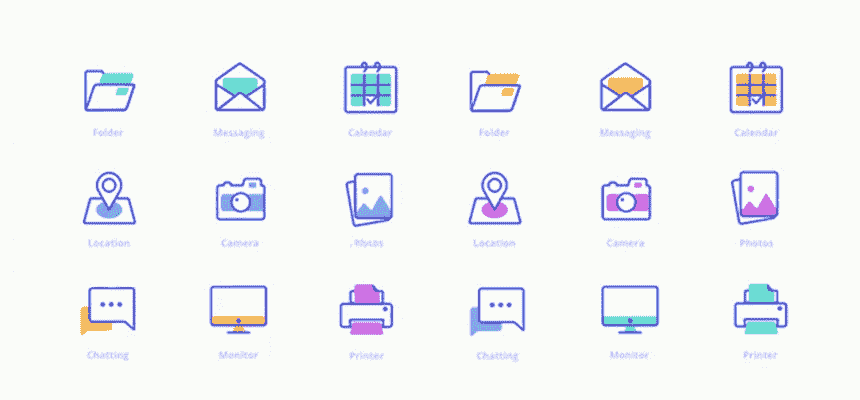 Folder Messaging Calendar Folder Messaging Calendar
Location Camera Photos Location Camera Photos
Chatting Monitor Printer Chatting Monitor Printer